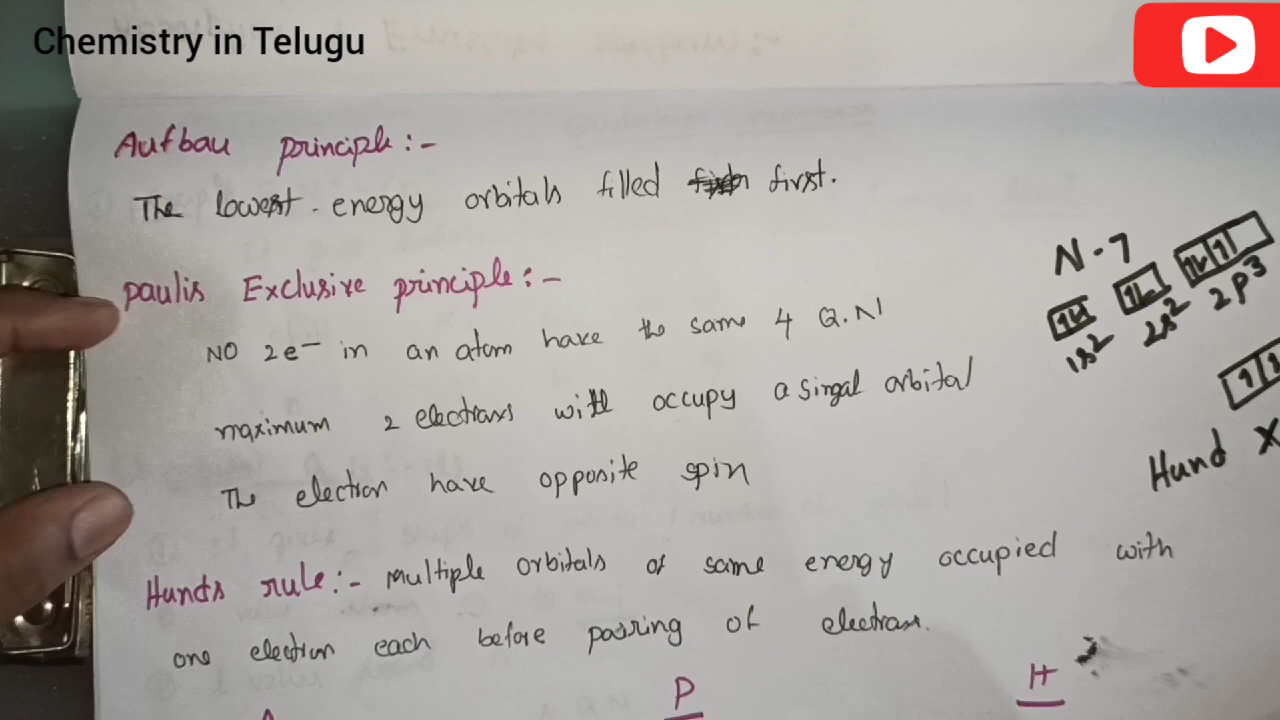 Chemistry in Telugu
Aufbau principle:-
The lowest energy orbitals filled first.
paulis Exclusive principle:-
NO 2e- in an atom have the same 4 Q.N
maximum 2 electrons will occupy a singal orbital
The election have opposite spin
Hunds rule:- Multiple orbitals of same energy occupied with
one election each before pairing of electrons.
P
H
N-7
1s² 2s² 2p³
Hund X